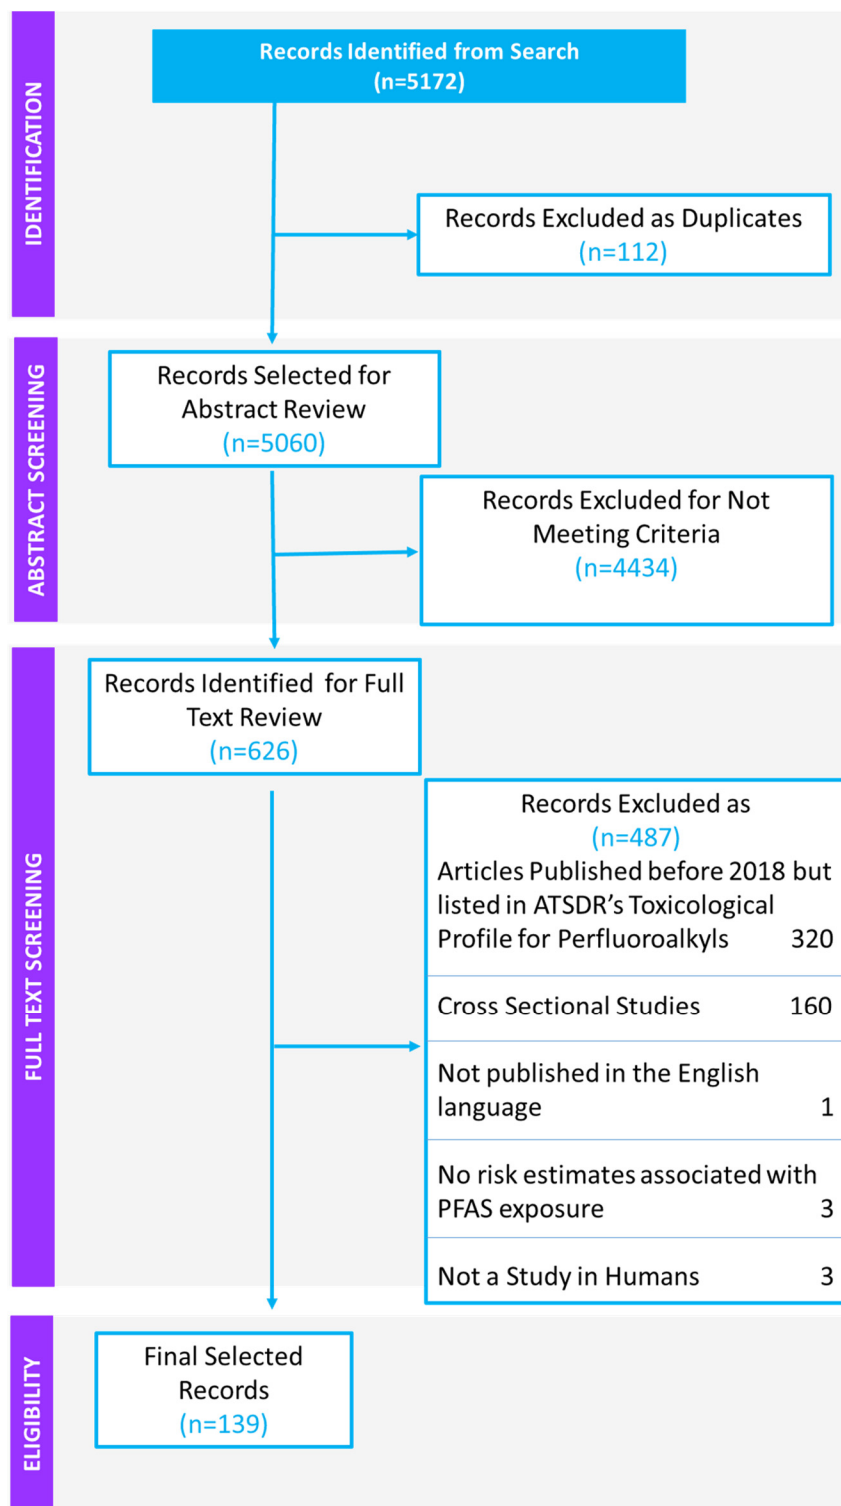 IDENTIFICATION
Records Identified from Search
(n=5172)
Records Excluded as Duplicates
(n=112)
ABSTRACT SCREENING
Records Selected for
Abstract Review
(n=5060)
Records Excluded for Not
Meeting Criteria
(n=4434)
FULL TEXT SCREENING
Records Identified for Full
Text Review
(n=626)
Records Excluded as
(n=487)
Articles Published before 2018 but
listed in ATSDR's Toxicological
Profile for Perfluoroalkyls 320
Cross Sectional Studies 160
Not published in the English
language 1
No risk estimates associated with
PFAS exposure 3
Not a Study in Humans 3
ELIGIBILITY
Final Selected
Records
(n=139)